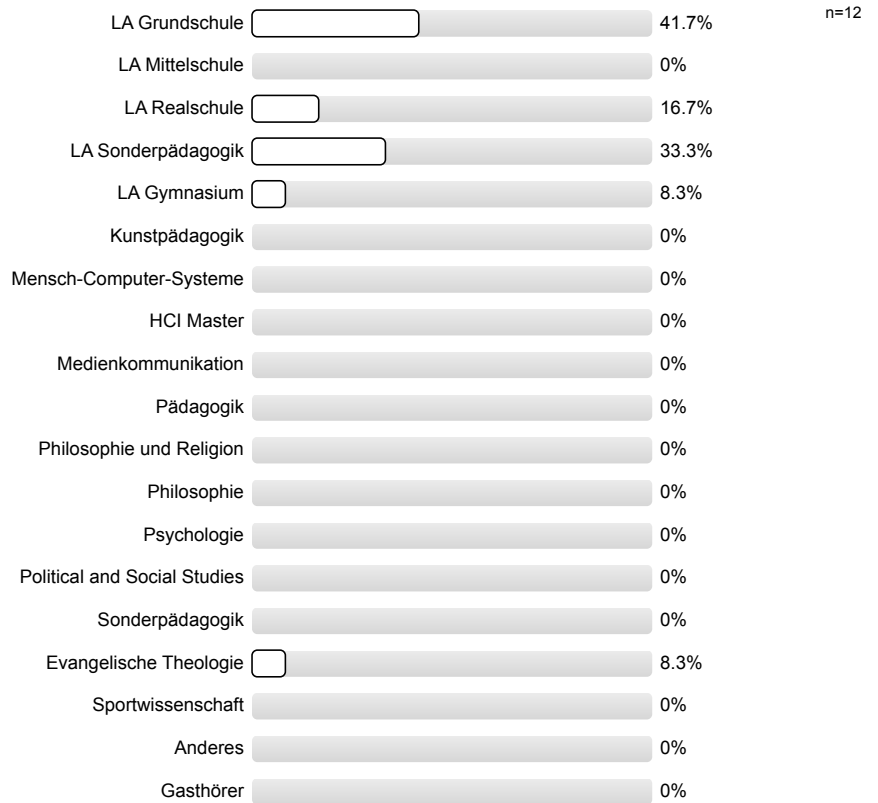 LA Grundschule 41.7% n=12
LA Mittelschule 0%
LA Realschule 16.7%
LA Sonderpädagogik 33.3%
LA Gymnasium 8.3%
Kunstpädagogik 0%
Mensch-Computer-Systeme 0%
HCI Master 0%
Medienkommunikation 0%
Pädagogik 0%
Philosophie und Religion 0%
Philosophie 0%
Psychologie 0%
Political and Social Studies 0%
Sonderpädagogik 0%
Evangelische Theologie 8.3%
Sportwissenschaft 0%
Anderes 0%
Gasthörer 0%